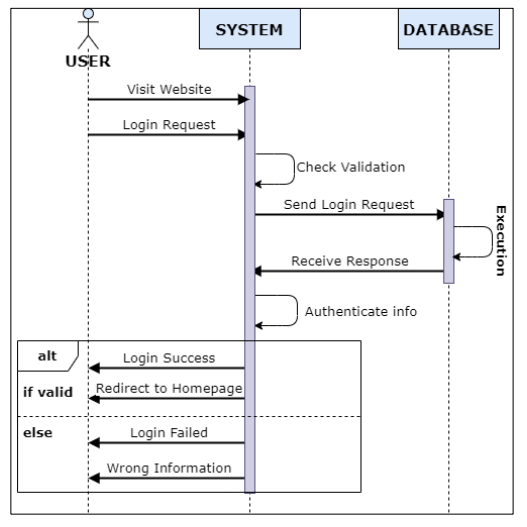 SYSTEM
DATABASE
USER
Visit Website
Login Request
Check Validation
Send Login Request
Execution
Receive Response
Authenticate info
alt
Login Success
if valid
Redirect to Homepage
else
Login Failed
Wrong Information